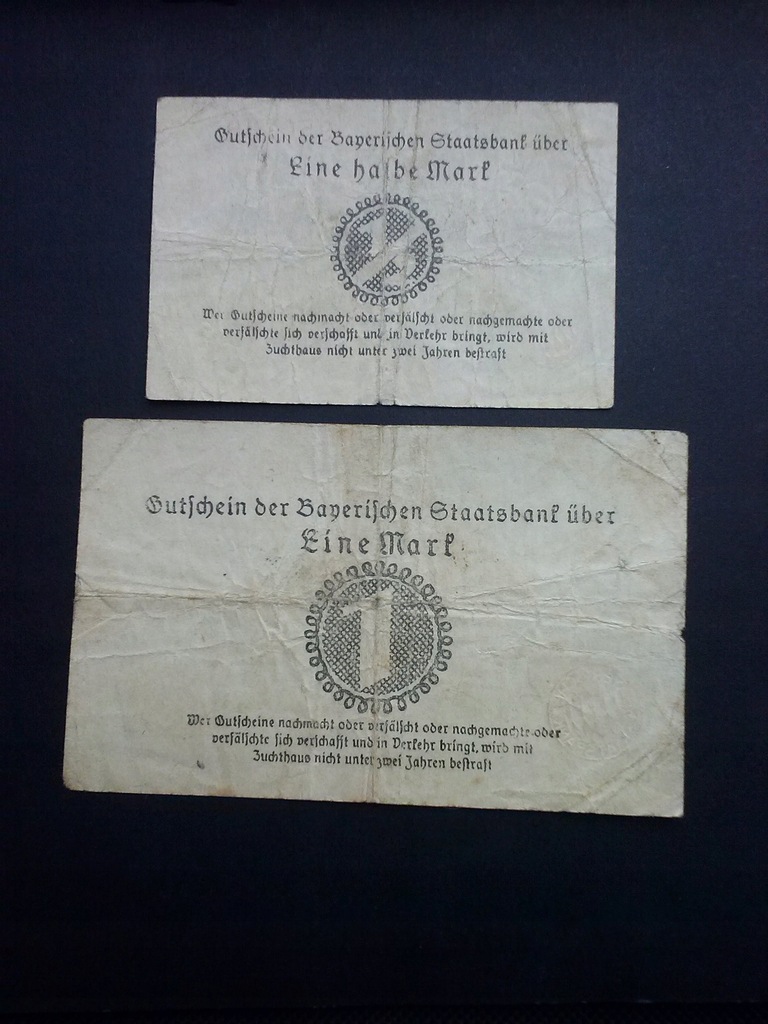 Gutschein der Bayerischen Staatsbank über
Eine halbe Mark
1/2
Wer Gutscheine nachmacht oder verfälscht oder nachgemachte oder
verfälschte sich verschafft und in Verkehr bringt, wird mit
Zuchthaus nicht unter zwei Jahren bestraft
Gutschein der Bayerischen Staatsbank über
Eine Mark
1
Wer Gutscheine nachmacht oder verfälscht oder nachgemachte oder
verfälschte sich verschafft und in Verkehr bringt, wird mit
Zuchthaus nicht unter zwei Jahren bestraft